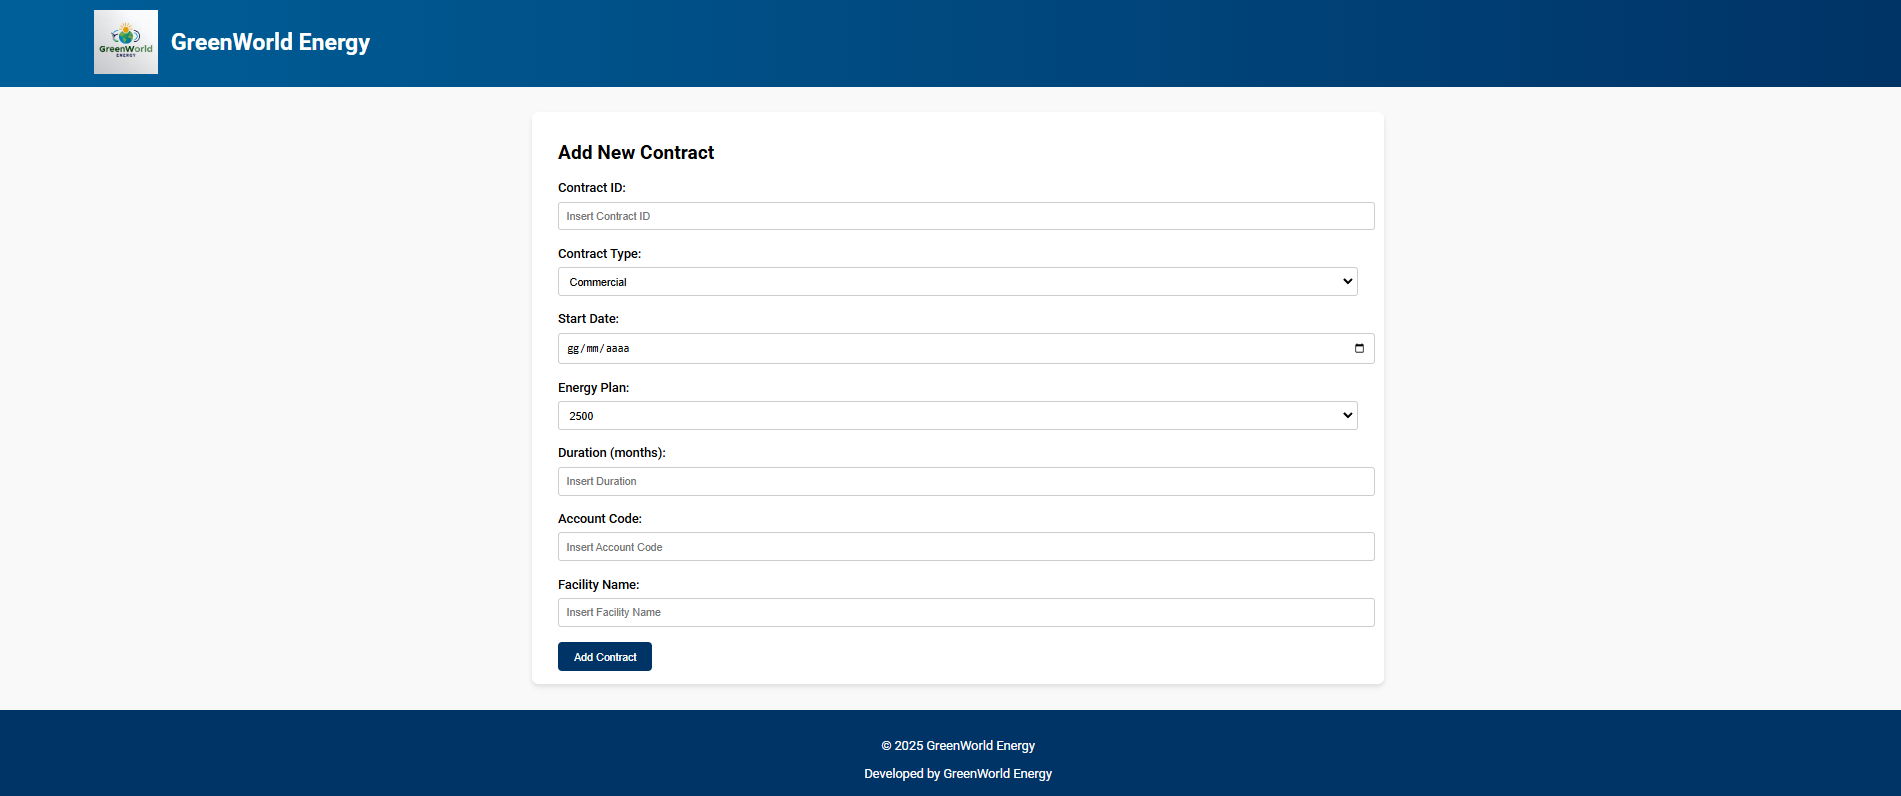 GreenWorld
ENERGY
GreenWorld Energy
Add New Contract
Contract ID:
Insert Contract ID
Contract Type:
Commercial
Start Date:
gg/mm/aaaa
Energy Plan:
2500
Duration (months):
Insert Duration
Account Code:
Insert Account Code
Facility Name:
Insert Facility Name
Add Contract
© 2025 GreenWorld Energy
Developed by GreenWorld Energy